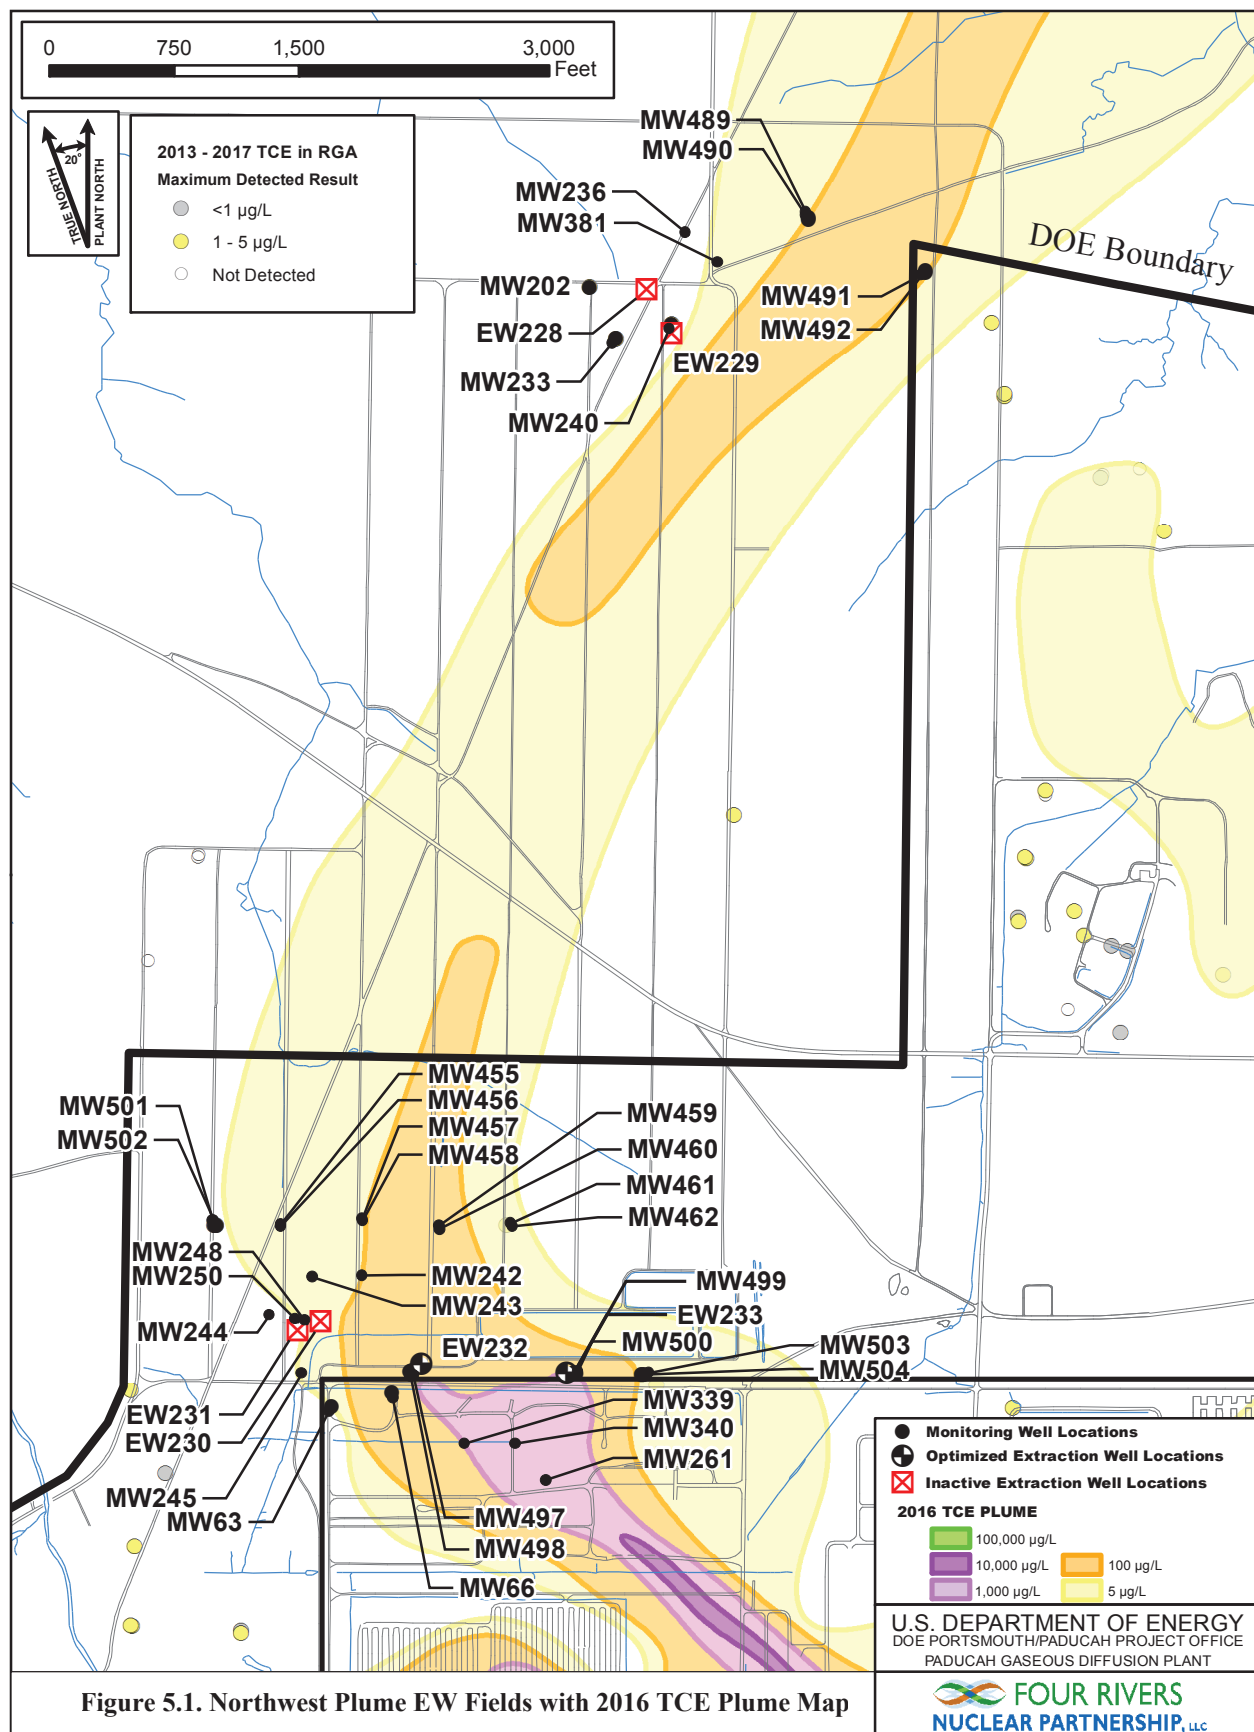 0 750 1,500 3,000
Feet
TRUE NORTH
20°
PLANT NORTH
2013 - 2017 TCE in RGA
Maximum Detected Result
<1 µg/L
1 - 5 µg/L
Not Detected
MW489
MW490
MW236
MW381
DOE Boundary
MW202
MW491
EW228
MW492
EW229
MW233
MW240
MW455
MW501
MW456
MW459
MW457
MW502
MW460
MW458
MW461
MW462
MW248
MW250
MW242
MW499
MW243
EW233
MW244
MW500
MW503
EW232
MW504
MW339
EW231
MW340
EW230
MW261
MW245
MW63
MW497
MW498
MW66
Monitoring Well Locations
Optimized Extraction Well Locations
Inactive Extraction Well Locations
2016 TCE PLUME
100,000 µg/L
10,000 µg/L 100 µg/L
1,000 µg/L 5 µg/L
U.S. DEPARTMENT OF ENERGY
DOE PORTSMOUTH/PADUCAH PROJECT OFFICE
PADUCAH GASEOUS DIFFUSION PLANT
FOUR RIVERS
NUCLEAR PARTNERSHIP, LLC
Figure 5.1. Northwest Plume EW Fields with 2016 TCE Plume Map